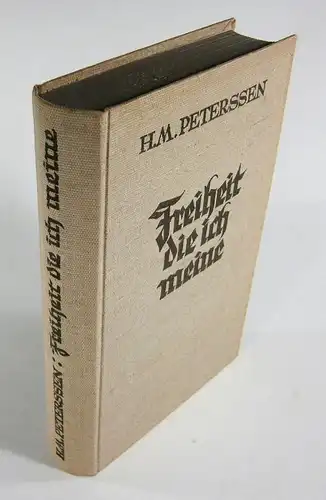 H.M. PETERSSEN
Freiheit
die ich
meine
H.M. PETERSSEN: Freiheit die ich meine